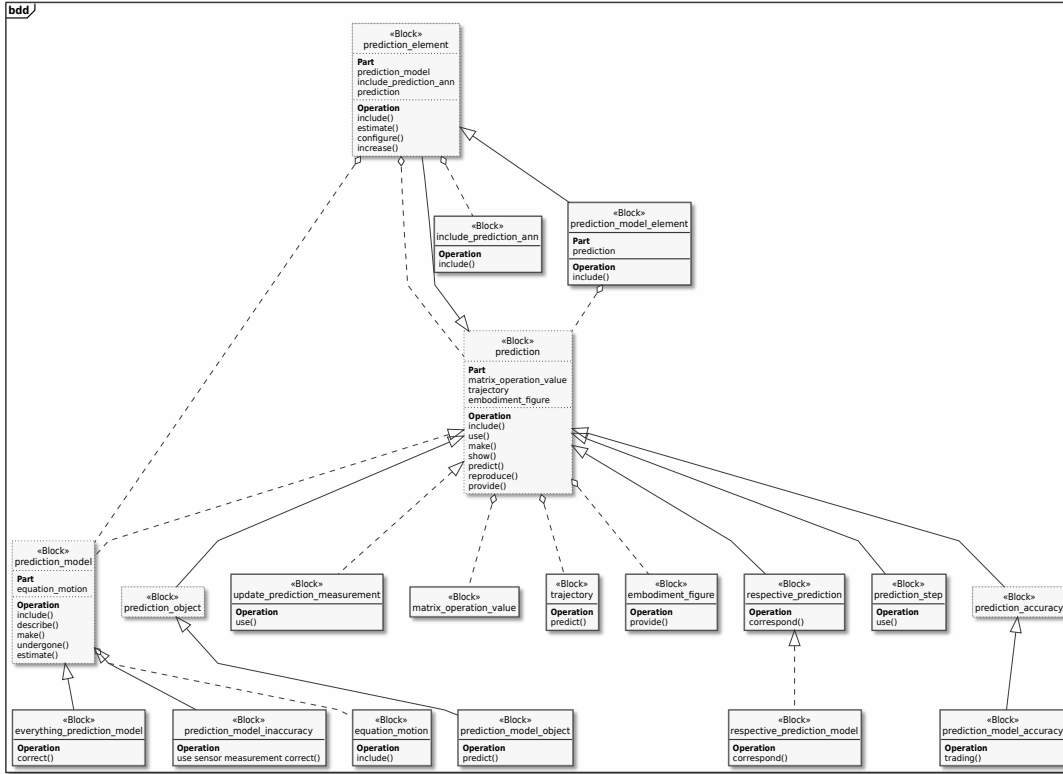 bdd
«Block»
prediction_element
Part
prediction_model
include_prediction_ann
prediction
Operation
include()
estimate()
configure()
increase()
«Block»
include_prediction_ann
Operation
include()
«Block»
prediction_model_element
Part
prediction
Operation
include()
«Block»
prediction
Part
matrix_operation_value
trajectory
embodiment_figure
Operation
include()
use()
make()
show()
predict()
reproduce()
provide()
«Block»
prediction_model
Part
equation_motion
Operation
include()
describe()
make()
undergone()
estimate()
«Block»
prediction_object
«Block»
update_prediction_measurement
Operation
use()
«Block»
matrix_operation_value
«Block»
trajectory
Operation
predict()
«Block»
embodiment_figure
Operation
provide()
«Block»
respective_prediction
Operation
correspond()
«Block»
prediction_step
Operation
use()
«Block»
prediction_accuracy
«Block»
everything_prediction_model
Operation
correct()
«Block»
prediction_model_inaccuracy
Operation
use sensor measurement correct()
«Block»
equation_motion
Operation
include()
«Block»
prediction_model_object
Operation
predict()
«Block»
respective_prediction_model
Operation
correspond()
«Block»
prediction_model_accuracy
Operation
trading()